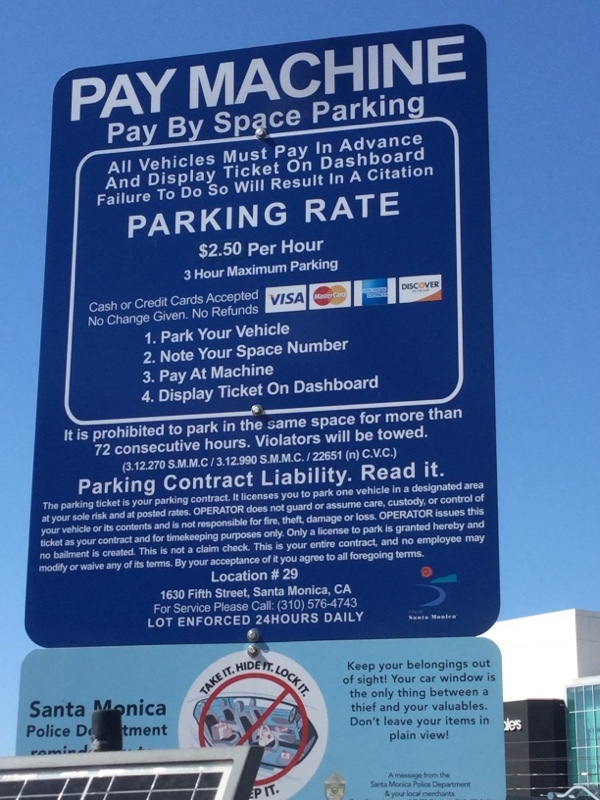 PAY MACHINE
Pay By Space Parking
All Vehicles Must Pay In Advance
And Display Ticket On Dashboard
Failure To Do So Will Result In A Citation
PARKING RATE
$2.50 Per Hour
3 Hour Maximum Parking
Cash or Credit Cards Accepted
No Change Given. No Refunds
VISA MasterCard AMERICAN EXPRESS DISCOVER
1. Park Your Vehicle
2. Note Your Space Number
3. Pay At Machine
4. Display Ticket On Dashboard
It is prohibited to park in the same space for more than
72 consecutive hours. Violators will be towed.
(3.12.270 S.M.M.C / 3.12.990 S.M.M.C. / 22651 (n) C.V.C.)
Parking Contract Liability. Read it.
The parking ticket is your parking contract. It licenses you to park one vehicle in a designated area
at your sole risk and at posted rates. OPERATOR does not guard or assume care, custody, or control of
your vehicle or its contents and is not responsible for fire, theft, damage or loss. OPERATOR issues this
ticket as your contract and for timekeeping purposes only. Only a license to park is granted hereby and
no bailment is created. This is not a claim check. This is your entire contract, and no employee may
modify or waive any of its terms. By your acceptance of it you agree to all foregoing terms.
Location # 29
1630 Fifth Street, Santa Monica, CA
For Service Please Call: (310) 576-4743
LOT ENFORCED 24HOURS DAILY
City of
Santa Monica
TAKE IT. HIDE IT. LOCK IT.
Santa Monica
Police De tment
Keep your belongings out
of sight! Your car window is
the only thing between a
thief and your valuables.
Don't leave your items in
plain view!
A message from the
Santa Monica Police Department
& your local merchants.